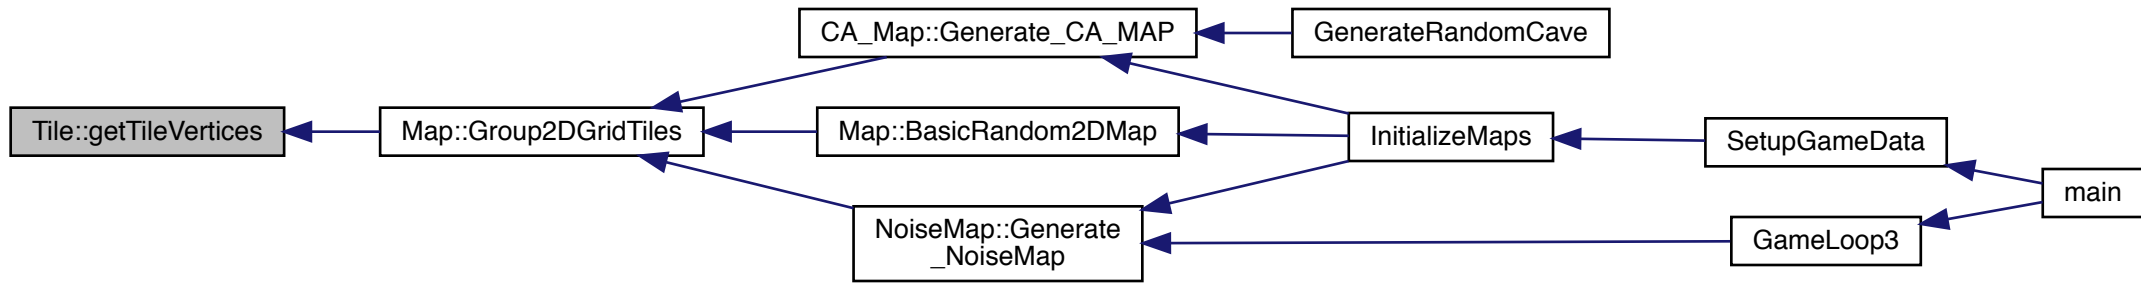 CA_Map::Generate_CA_MAP
GenerateRandomCave
Tile::getTileVertices
Map::Group2DGridTiles
Map::BasicRandom2DMap
InitializeMaps
SetupGameData
main
NoiseMap::Generate
_NoiseMap
GameLoop3